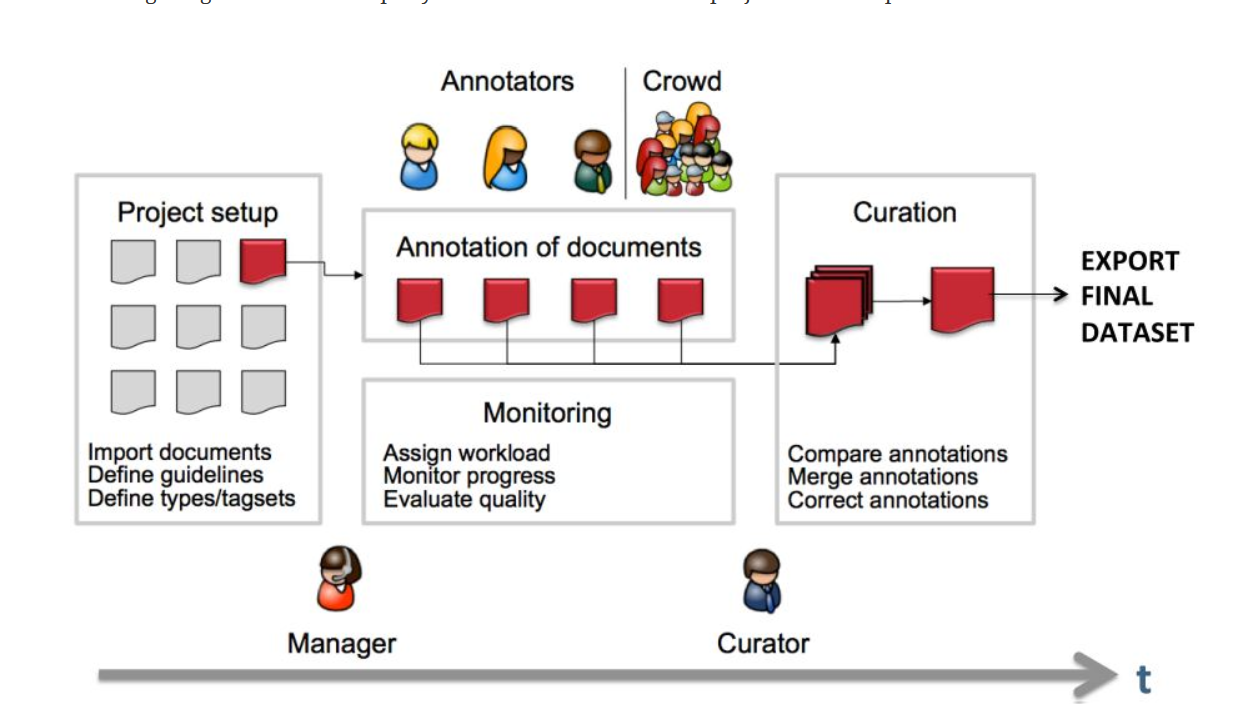 Annotators
Crowd
Project setup
Annotation of documents
Curation
EXPORT
FINAL
DATASET
Monitoring
Import documents
Define guidelines
Define types/tagsets
Assign workload
Monitor progress
Evaluate quality
Compare annotations
Merge annotations
Correct annotations
Manager
Curator
t